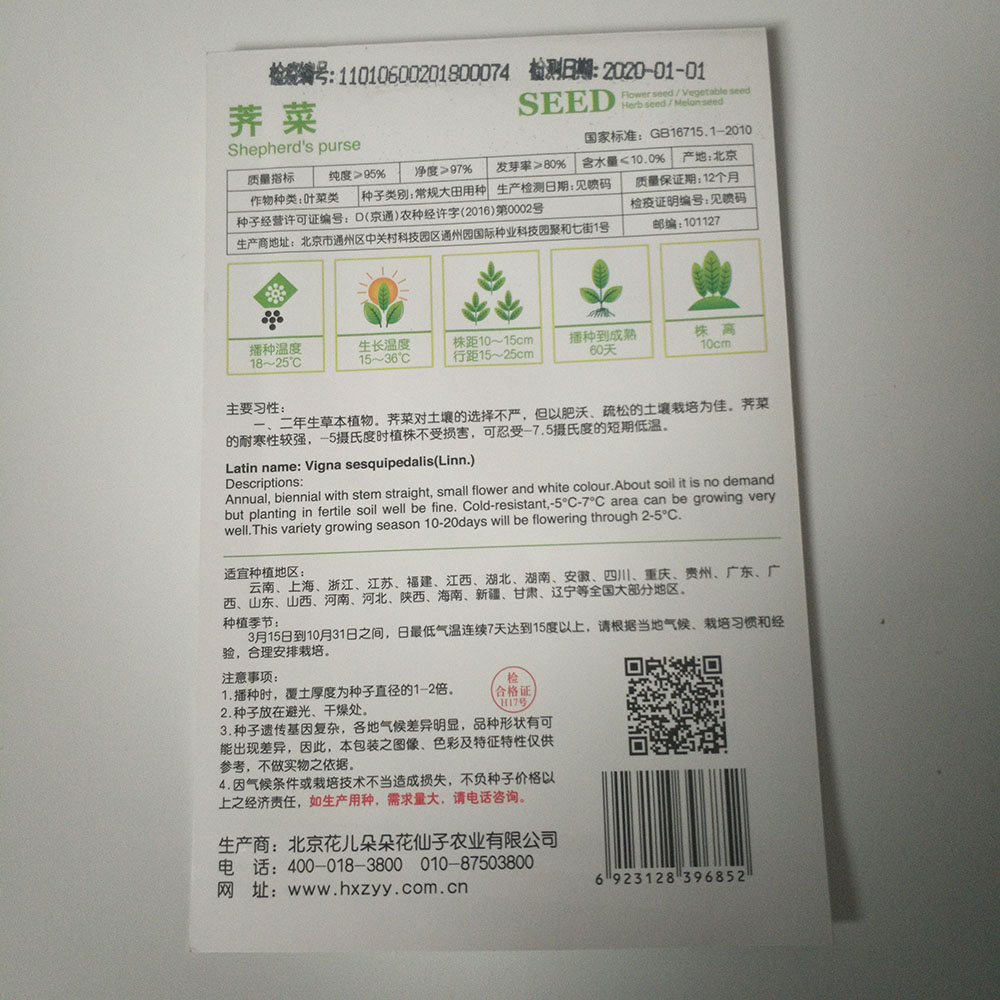 检疫编号:11010600201800074 检测日期:2020-01-01
荠菜
Shepherd's purse
SEED
Flower seed / Vegetable seed
Herb seed / Melon seed
国家标准：GB16715.1-2010
质量指标 纯度≥95% 净度≥97% 发芽率≥80% 含水量≤10.0% 产地:北京
作物种类:叶菜类 种子类别:常规大田用种 生产检测日期:见喷码 质量保证期:12个月
种子经营许可证编号：D(京通)农种经许字(2016)第0002号 检疫证明编号:见喷码
生产商地址：北京市通州区中关村科技园区通州园国际种业科技园聚和七街1号 邮编:101127
播种温度
18～25℃
生长温度
15～36℃
株距10～15cm
行距15～25cm
播种到成熟
60天
株 高
10cm
主要习性：
一、二年生草本植物。荠菜对土壤的选择不严，但以肥沃、疏松的土壤栽培为佳。荠菜
的耐寒性较强，-5摄氏度时植株不受损害，可忍受-7.5摄氏度的短期低温。
Latin name: Vigna sesquipedalis(Linn.)
Descriptions:
Annual, biennial with stem straight, small flower and white colour.About soil it is no demand
but planting in fertile soil well be fine. Cold-resistant,-5°C-7°C area can be growing very
well.This variety growing season 10-20days will be flowering through 2-5°C.
适宜种植地区：
云南、上海、浙江、江苏、福建、江西、湖北、湖南、安徽、四川、重庆、贵州、广东、广
西、山东、山西、河南、河北、陕西、海南、新疆、甘肃、辽宁等全国大部分地区。
种植季节：
3月15日到10月31日之间，日最低气温连续7天达到15度以上，请根据当地气候、栽培习惯和经
验，合理安排栽培。
注意事项：
1.播种时，覆土厚度为种子直径的1-2倍。
2.种子放在避光、干燥处。
3.种子遗传基因复杂，各地气候差异明显，品种形状有可
能出现差异，因此，本包装之图像、色彩及特征特性仅供
参考，不做实物之依据。
4.因气候条件或栽培技术不当造成损失，不负种子价格以
上之经济责任，如生产用种，需求量大，请电话咨询。
检
合格证
H17号
生产商：北京花儿朵朵花仙子农业有限公司
电 话：400-018-3800 010-87503800
网 址：www.hxzyy.com.cn
6 923128 396852